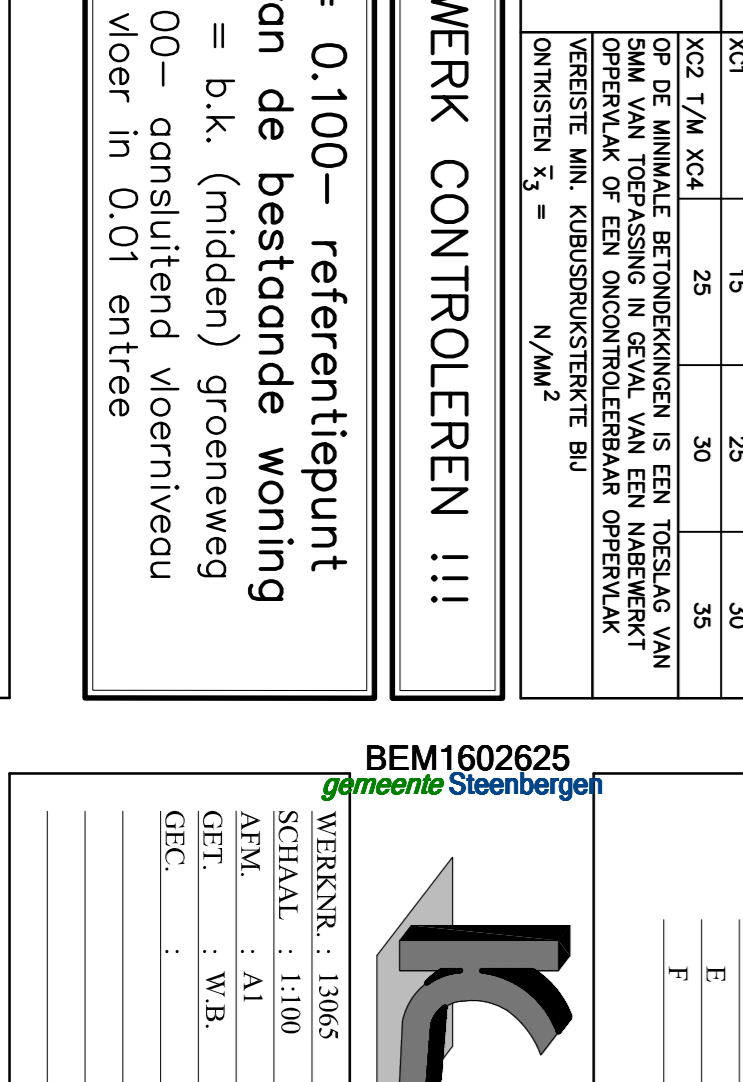 XC1 15 25 30
XC2 T/M XC4 25 30 35
OP DE MINIMALE BETONDEKKINGEN IS EEN TOESLAG VAN
5MM VAN TOEPASSING IN GEVAL VAN EEN NABEWERKT
OPPERVLAK OF EEN ONCONTROLEERBAAR OPPERVLAK
VEREISTE MIN. KUBUSDRUKSTERKTE BIJ
ONTKISTEN x̄3 = N/MM2
WERK CONTROLEREN !!!
= 0.100− referentiepunt
an de bestaande woning
= b.k. (midden) groeneweg
00− aansluitend vloerniveau
vloer in 0.01 entree
BEM1602625
gemeente Steenbergen
E
F
WERKNR. : 13065
SCHAAL : 1:100
AFM. : A1
GET. : W.B.
GEC. :